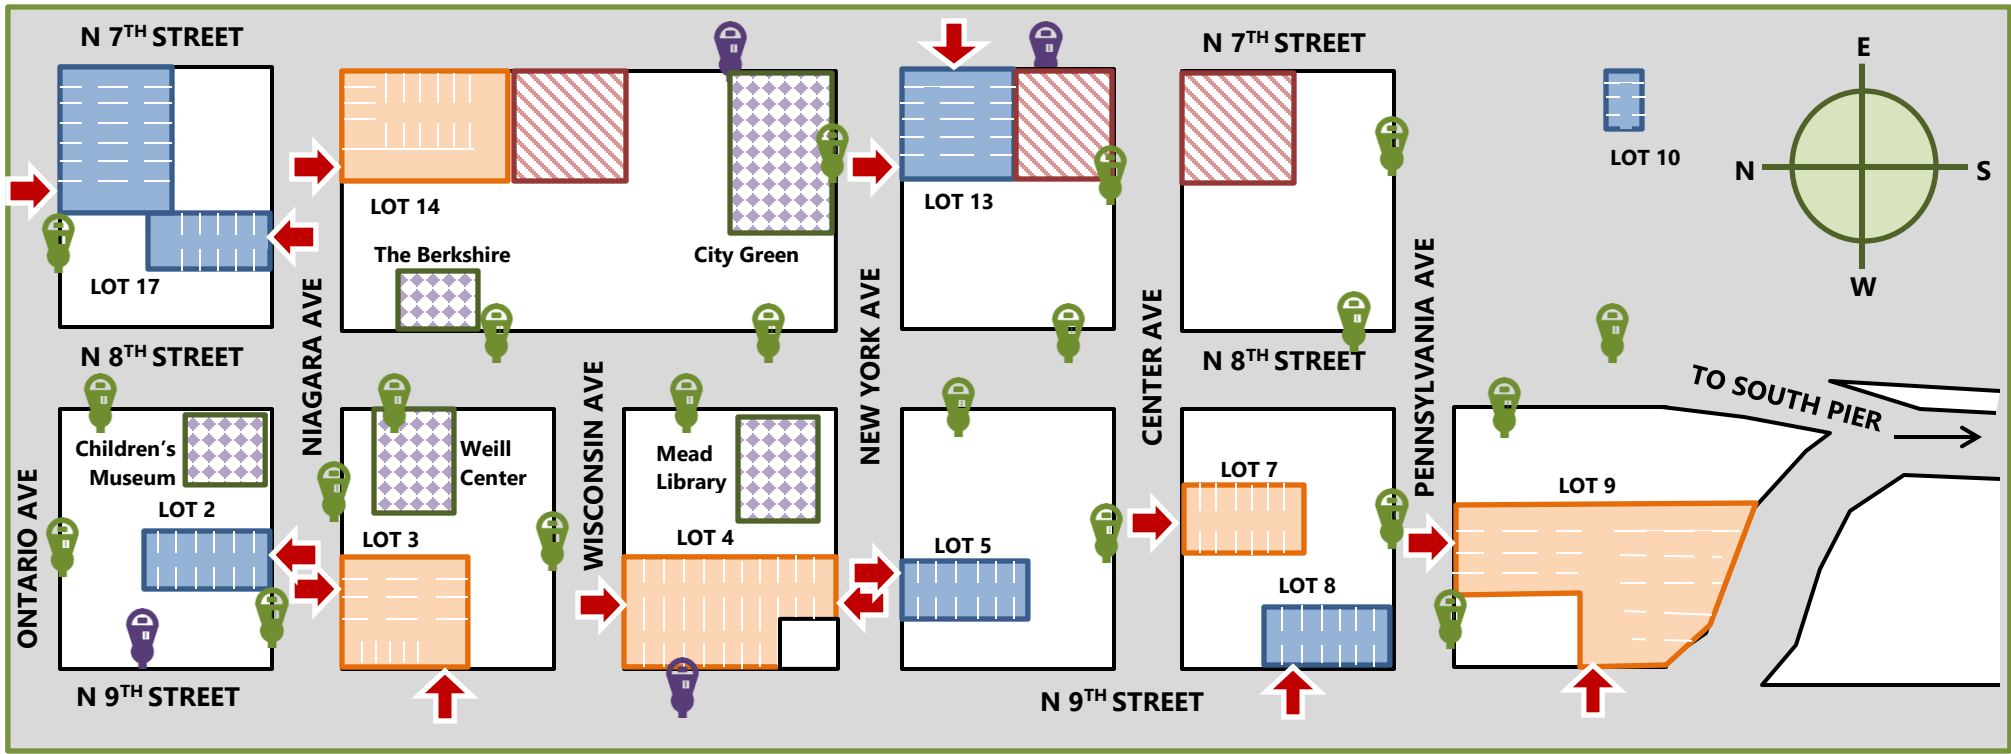 N 7TH STREET
N 7TH STREET
E
N
S
W
LOT 10
LOT 14
LOT 13
The Berkshire
City Green
LOT 17
NIAGARA AVE
NEW YORK AVE
CENTER AVE
PENNSYLVANIA AVE
N 8TH STREET
N 8TH STREET
WISCONSIN AVE
TO SOUTH PIER
Children's
Museum
Weill
Center
Mead
Library
ONTARIO AVE
LOT 2
LOT 3
LOT 4
LOT 5
LOT 7
LOT 8
LOT 9
N 9TH STREET
N 9TH STREET